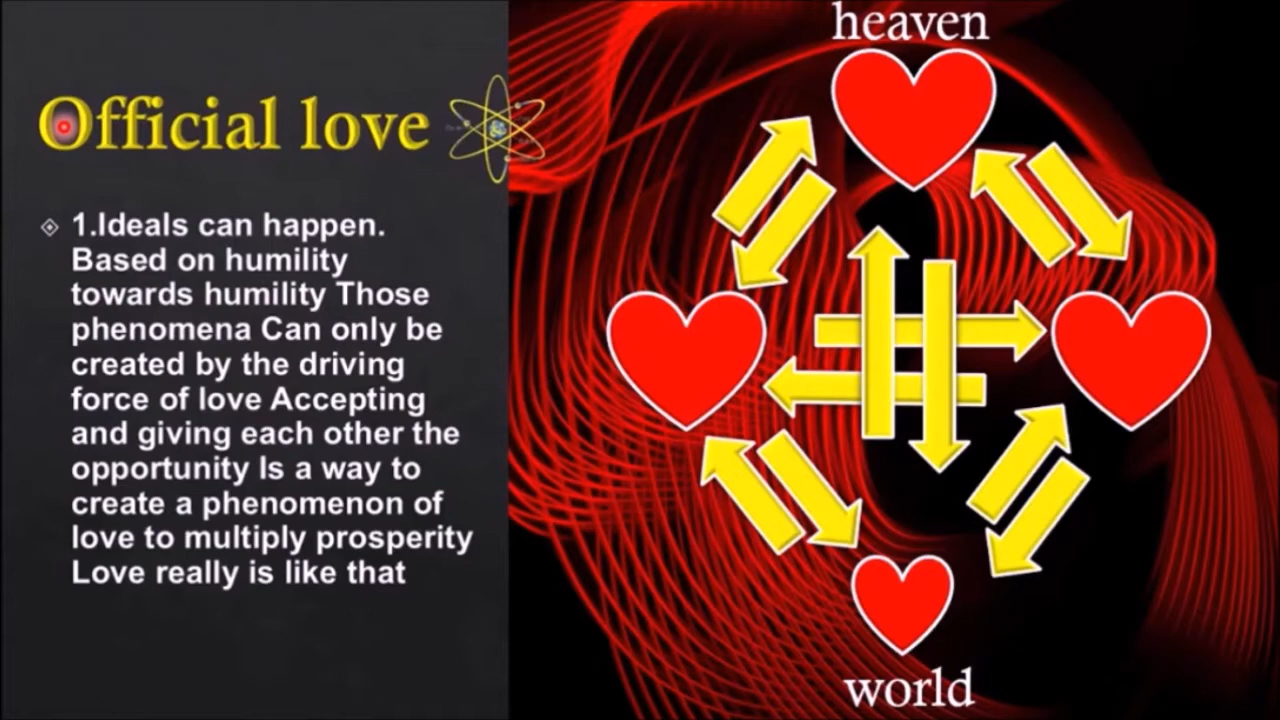 Official love
1.Ideals can happen.
Based on humility
towards humility Those
phenomena Can only be
created by the driving
force of love Accepting
and giving each other the
opportunity Is a way to
create a phenomenon of
love to multiply prosperity
Love really is like that
heaven
world